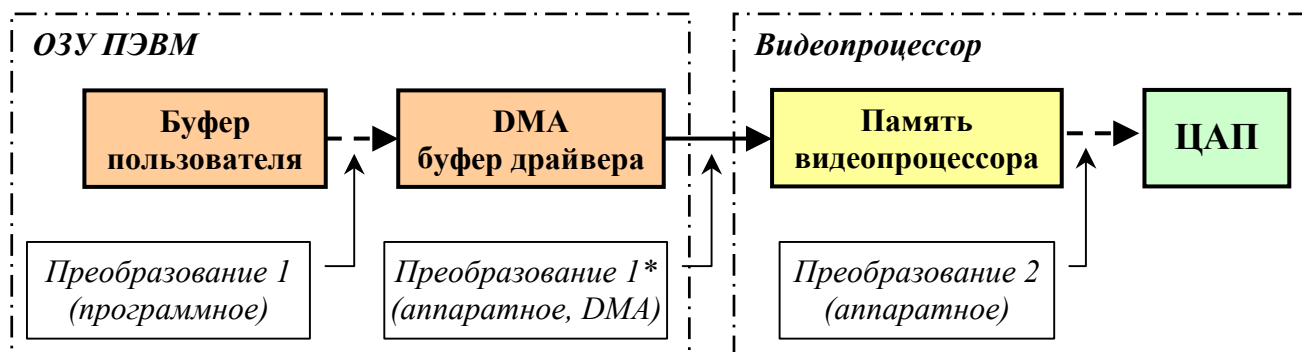 ОЗУ ПЭВМ
Видеопроцессор
Буфер
пользователя
DMA
буфер драйвера
Память
видеопроцессора
ЦАП
Преобразование 1
(программное)
Преобразование 1*
(аппаратное, DMA)
Преобразование 2
(аппаратное)